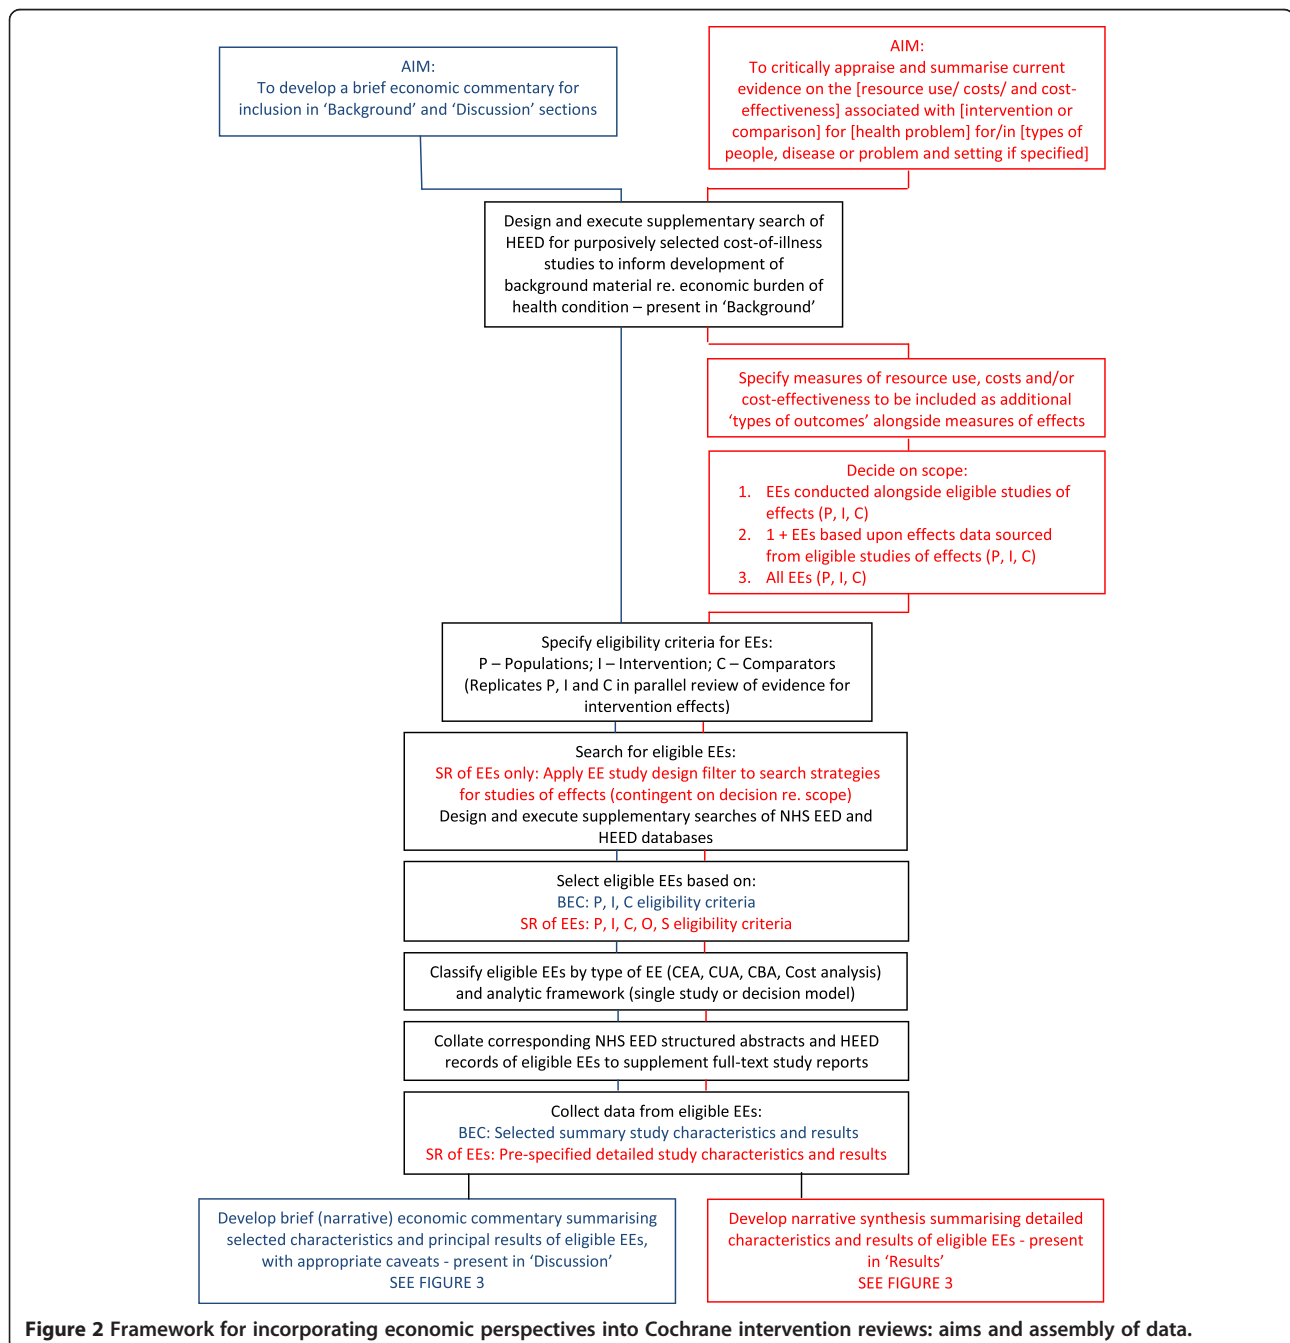 AIM:
To develop a brief economic commentary for
inclusion in ‘Background’ and ‘Discussion’ sections
AIM:
To critically appraise and summarise current
evidence on the [resource use/ costs/ and cost-
effectiveness] associated with [intervention or
comparison] for [health problem] for/in [types of
people, disease or problem and setting if specified]
Design and execute supplementary search of
HEED for purposively selected cost-of-illness
studies to inform development of
background material re. economic burden of
health condition – present in ‘Background’
Specify measures of resource use, costs and/or
cost-effectiveness to be included as additional
‘types of outcomes’ alongside measures of effects
Decide on scope:
1. EEs conducted alongside eligible studies of
effects (P, I, C)
2. 1 + EEs based upon effects data sourced
from eligible studies of effects (P, I, C)
3. All EEs (P, I, C)
Specify eligibility criteria for EEs:
P – Populations; I – Intervention; C – Comparators
(Replicates P, I and C in parallel review of evidence for
intervention effects)
Search for eligible EEs:
SR of EEs only: Apply EE study design filter to search strategies
for studies of effects (contingent on decision re. scope)
Design and execute supplementary searches of NHS EED and
HEED databases
Select eligible EEs based on:
BEC: P, I, C eligibility criteria
SR of EEs: P, I, C, O, S eligibility criteria
Classify eligible EEs by type of EE (CEA, CUA, CBA, Cost analysis)
and analytic framework (single study or decision model)
Collate corresponding NHS EED structured abstracts and HEED
records of eligible EEs to supplement full-text study reports
Collect data from eligible EEs:
BEC: Selected summary study characteristics and results
SR of EEs: Pre-specified detailed study characteristics and results
Develop brief (narrative) economic commentary summarising
selected characteristics and principal results of eligible EEs,
with appropriate caveats - present in ‘Discussion’
SEE FIGURE 3
Develop narrative synthesis summarising detailed
characteristics and results of eligible EEs - present
in ‘Results’
SEE FIGURE 3
Figure 2 Framework for incorporating economic perspectives into Cochrane intervention reviews: aims and assembly of data.